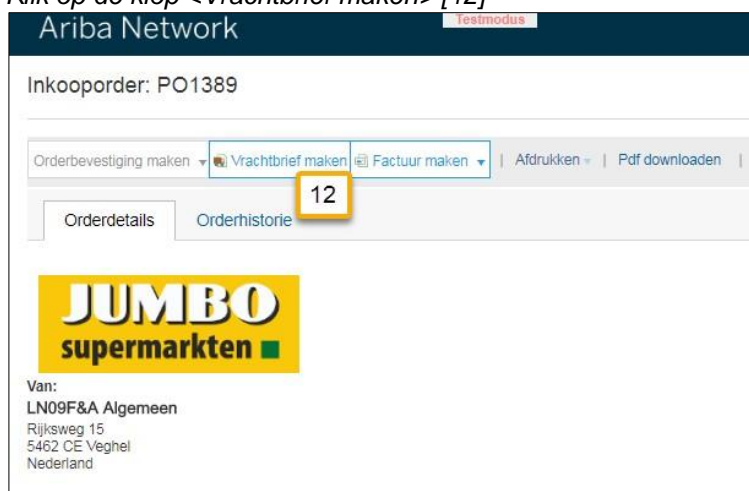 Klik op de knop <Vrachtbrief maken> [12]
Ariba Network
Testmodus
Inkooporder: PO1389
Orderbevestiging maken
Vrachtbrief maken
Factuur maken
Afdrukken
Pdf downloaden
12
Orderdetails
Orderhistorie
JUMBO
supermarkten
Van:
LN09F&A Algemeen
Rijksweg 15
5462 CE Veghel
Nederland